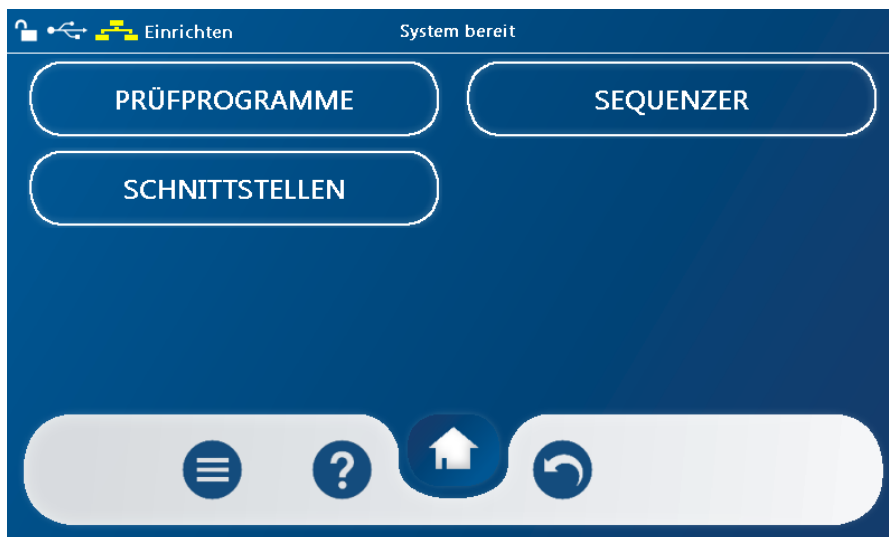 Einrichten System bereit
PRÜFPROGRAMME SEQUENZER
SCHNITTSTELLEN
?